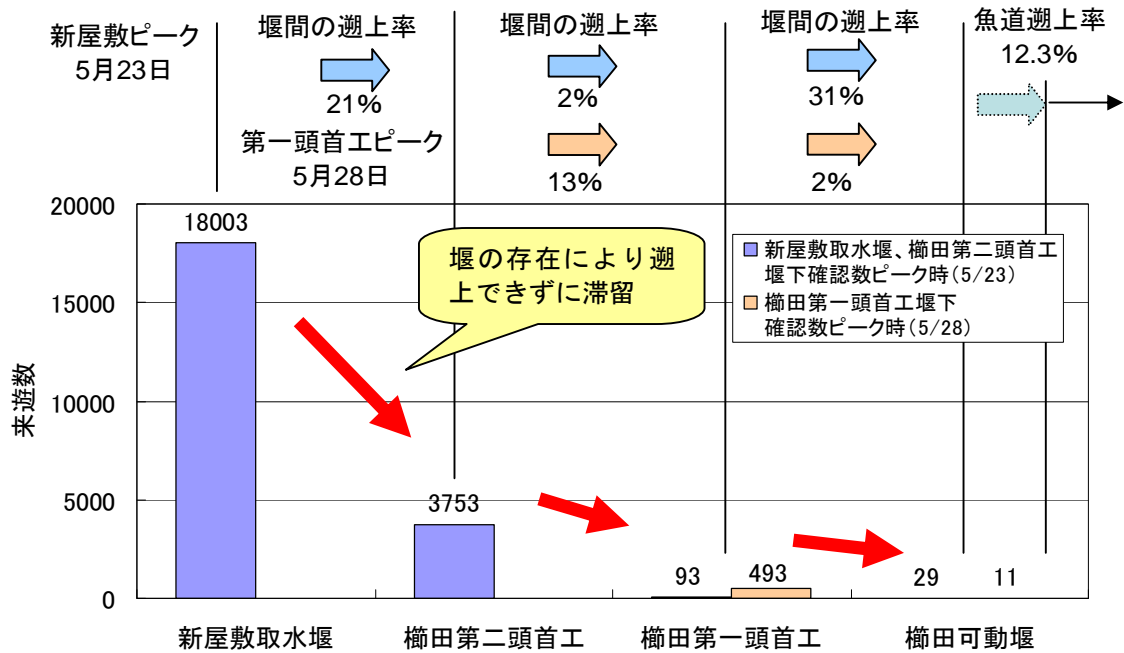 新屋敷ピーク
5月23日
堰間の遡上率
21%
堰間の遡上率
2%
堰間の遡上率
31%
魚道遡上率
12.3%
第一頭首工ピーク
5月28日
13%
2%
来遊数
20000
15000
10000
5000
0
18003
3753
93
493
29
11
堰の存在により遡
上できずに滞留
新屋敷取水堰、櫛田第二頭首工
堰下確認数ピーク時(5/23)
櫛田第一頭首工堰下
確認数ピーク時(5/28)
新屋敷取水堰
櫛田第二頭首工
櫛田第一頭首工
櫛田可動堰